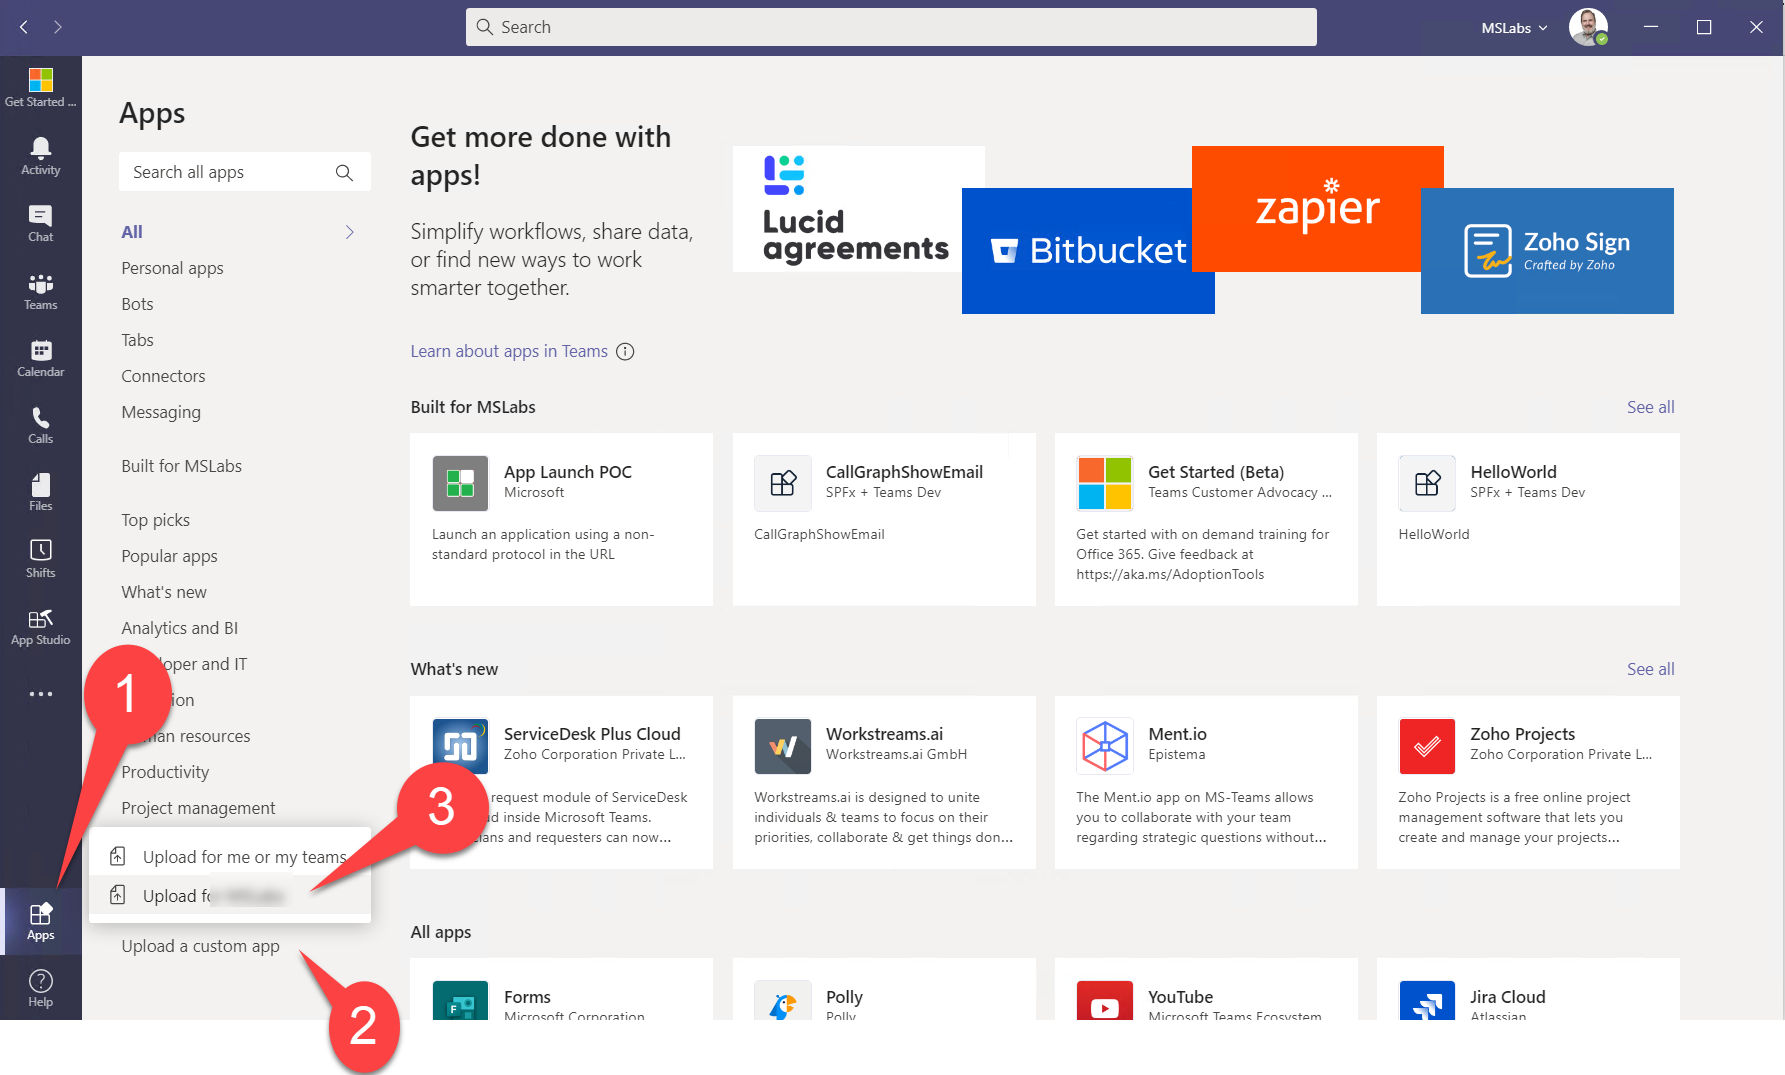 Search
MSLabs
Get Started ...
Activity
Chat
Teams
Calendar
Calls
Files
Shifts
App Studio
Apps
Help
Apps
Search all apps
All
Personal apps
Bots
Tabs
Connectors
Messaging
Built for MSLabs
Top picks
Popular apps
What's new
Analytics and BI
loper and IT
ion
an resources
Productivity
Project management
Upload for me or my teams
Upload fo
Upload a custom app
1
2
3
Get more done with
apps!
Simplify workflows, share data,
or find new ways to work
smarter together.
Learn about apps in Teams
Lucid
agreements
Bitbucket
zapier
Zoho Sign
Crafted by Zoho
Built for MSLabs
See all
App Launch POC
Microsoft
Launch an application using a non-
standard protocol in the URL
CallGraphShowEmail
SPFx + Teams Dev
CallGraphShowEmail
Get Started (Beta)
Teams Customer Advocacy ...
Get started with on demand training for
Office 365. Give feedback at
https://aka.ms/AdoptionTools
HelloWorld
SPFx + Teams Dev
HelloWorld
What's new
See all
ServiceDesk Plus Cloud
Zoho Corporation Private L...
request module of ServiceDesk
d inside Microsoft Teams.
ians and requesters can now...
Workstreams.ai
Workstreams.ai GmbH
Workstreams.ai is designed to unite
individuals & teams to focus on their
priorities, collaborate & get things don...
Ment.io
Epistema
The Ment.io app on MS-Teams allows
you to collaborate with your team
regarding strategic questions without...
Zoho Projects
Zoho Corporation Private L...
Zoho Projects is a free online project
management software that lets you
create and manage your projects...
All apps
Forms
Microsoft Corporation
Polly
Polly
YouTube
Microsoft Teams Ecosystem
Jira Cloud
Atlassian